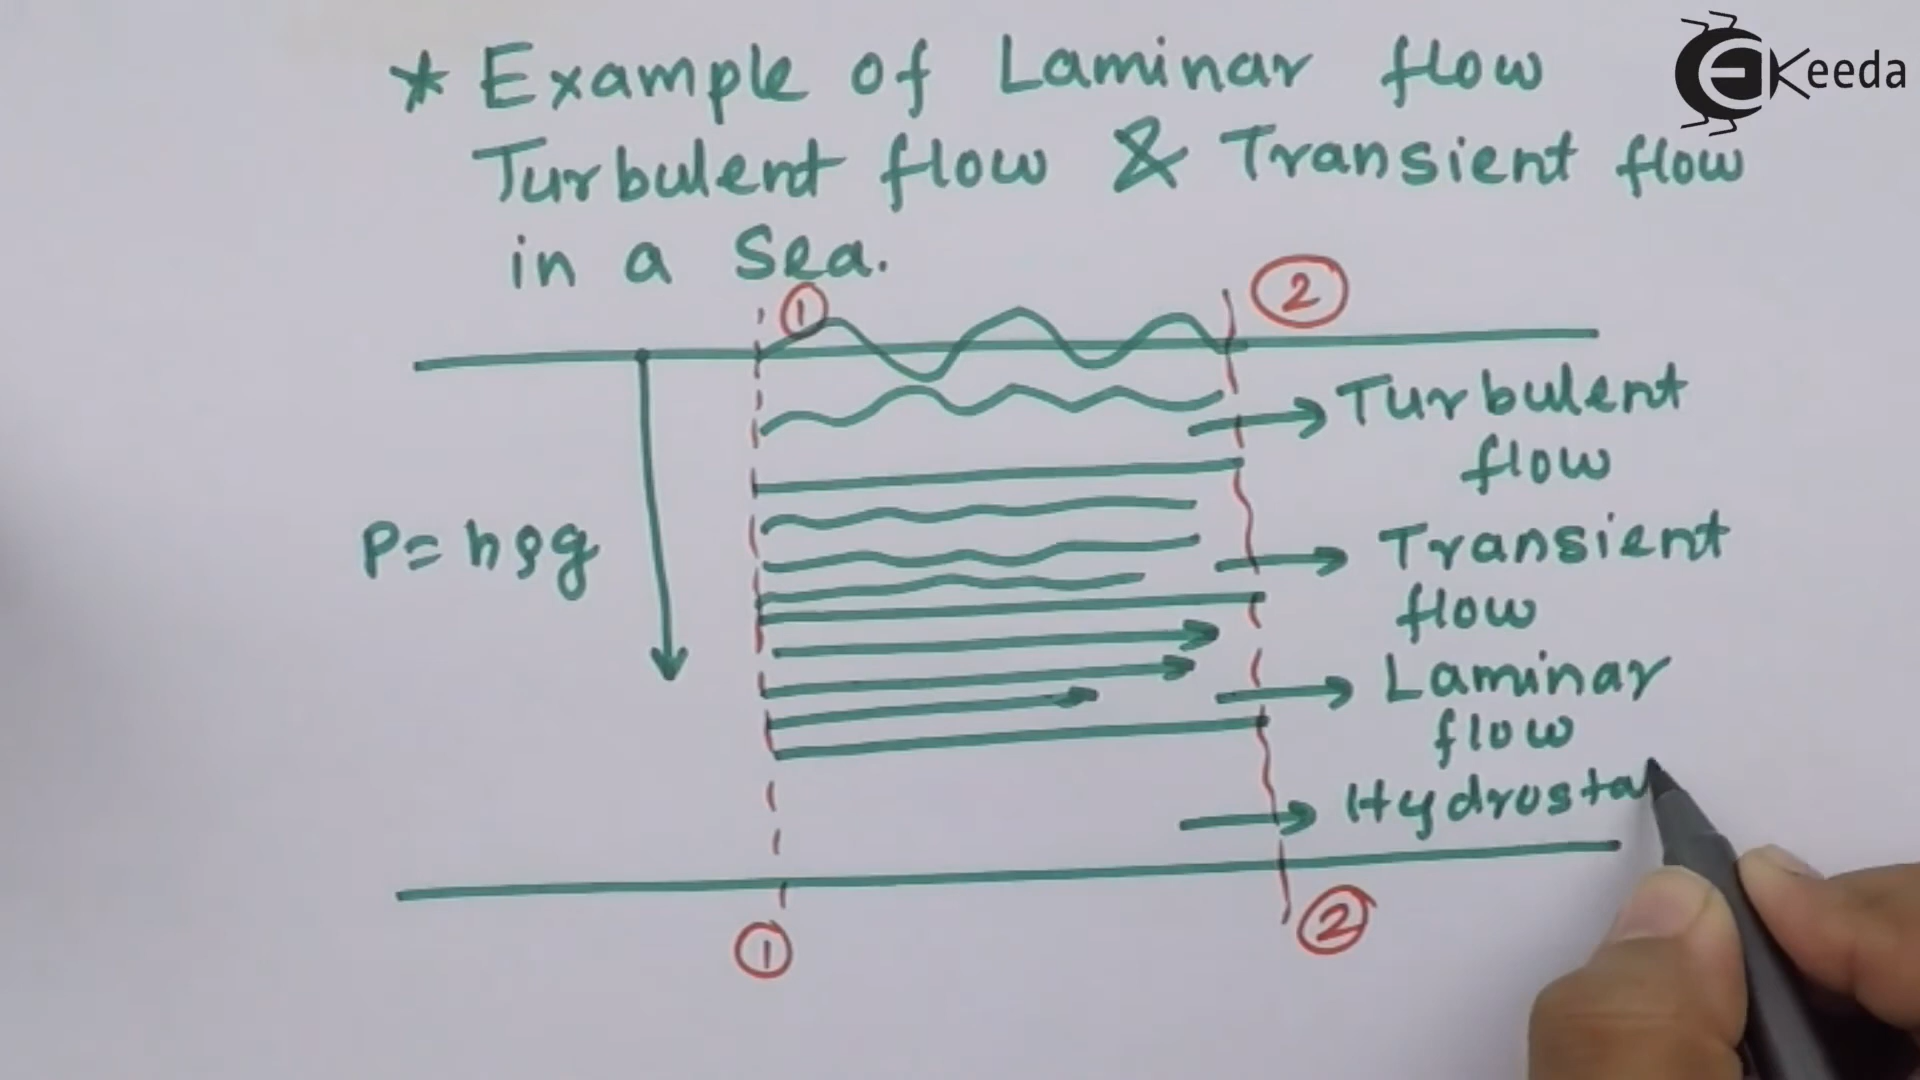 * Example of Laminar flow
Turbulent flow & Transient flow
in a Sea.
EKeeda
1
2
Turbulent
flow
P = hρg
Transient
flow
Laminar
flow
Hydrosta
1
2